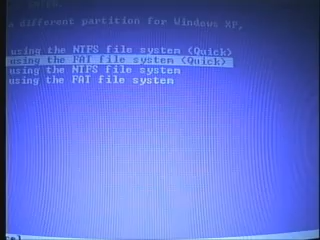 a different partition for Windows XP,
using the NTFS file system (Quick)
using the FAT file system (Quick)
using the NTFS file system
using the FAT file system